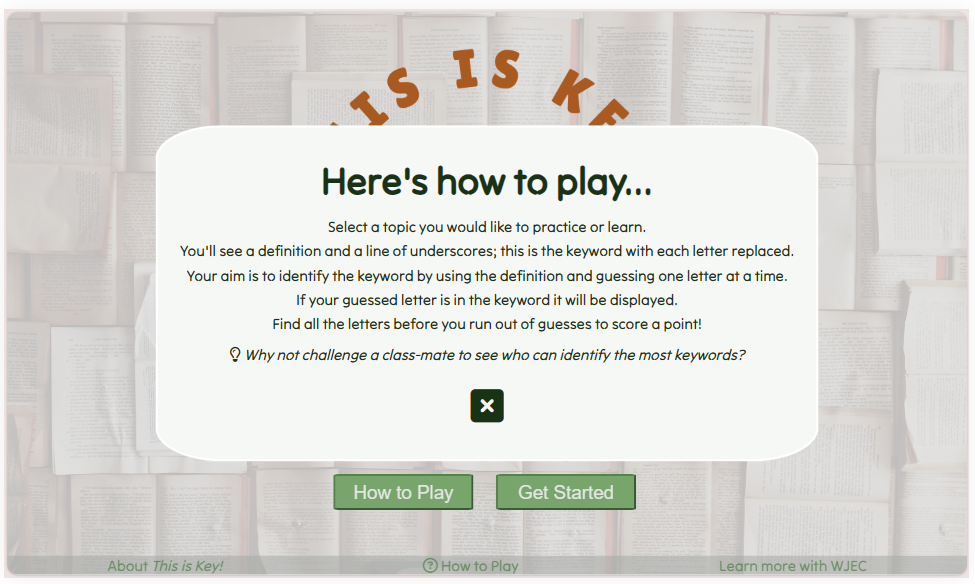 IS IS KE
Here's how to play...
Select a topic you would like to practice or learn.
You'll see a definition and a line of underscores; this is the keyword with each letter replaced.
Your aim is to identify the keyword by using the definition and guessing one letter at a time.
If your guessed letter is in the keyword it will be displayed.
Find all the letters before you run out of guesses to score a point!
Why not challenge a class-mate to see who can identify the most keywords?
How to Play Get Started
About This is Key! How to Play Learn more with WJEC